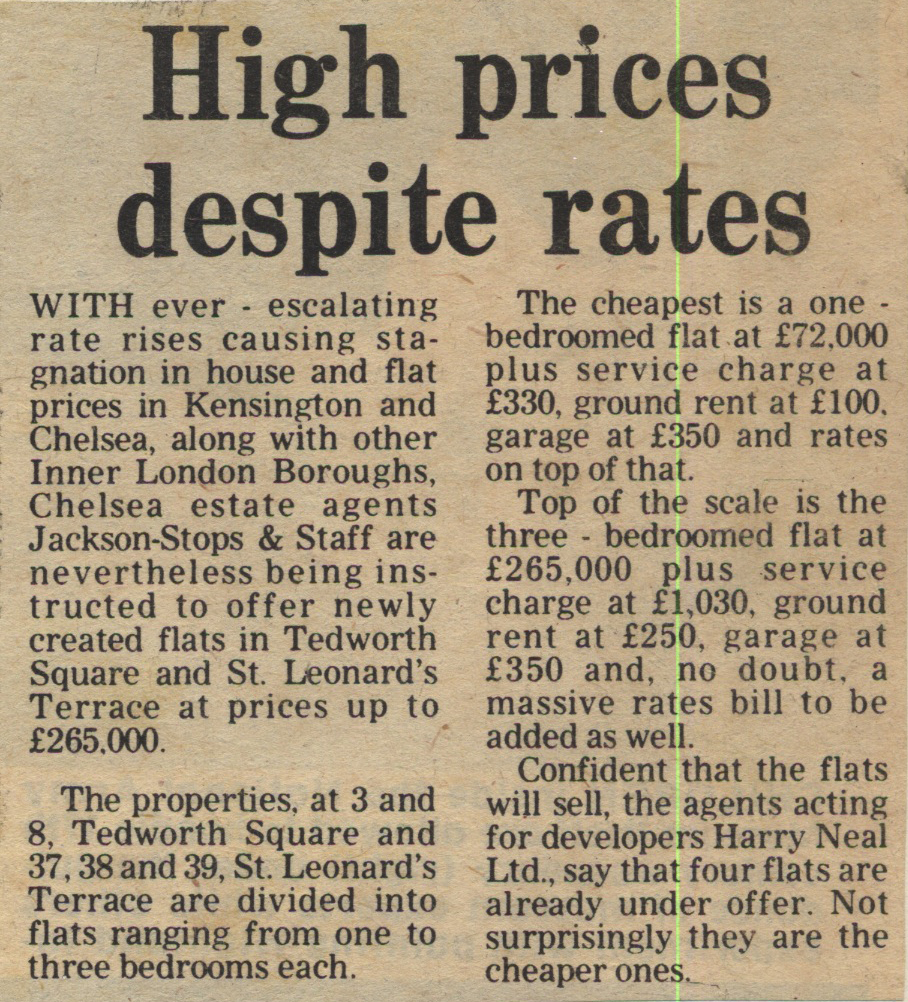 High prices
despite rates
WITH ever - escalating
rate rises causing sta-
gnation in house and flat
prices in Kensington and
Chelsea, along with other
Inner London Boroughs,
Chelsea estate agents
Jackson-Stops & Staff are
nevertheless being ins-
tructed to offer newly
created flats in Tedworth
Square and St. Leonard's
Terrace at prices up to
£265,000.
The properties, at 3 and
8, Tedworth Square and
37, 38 and 39, St. Leonard's
Terrace are divided into
flats ranging from one to
three bedrooms each.
The cheapest is a one -
bedroomed flat at £72,000
plus service charge at
£330, ground rent at £100,
garage at £350 and rates
on top of that.
Top of the scale is the
three - bedroomed flat at
£265,000 plus service
charge at £1,030, ground
rent at £250, garage at
£350 and, no doubt, a
massive rates bill to be
added as well.
Confident that the flats
will sell, the agents acting
for developers Harry Neal
Ltd., say that four flats are
already under offer. Not
surprisingly they are the
cheaper ones.